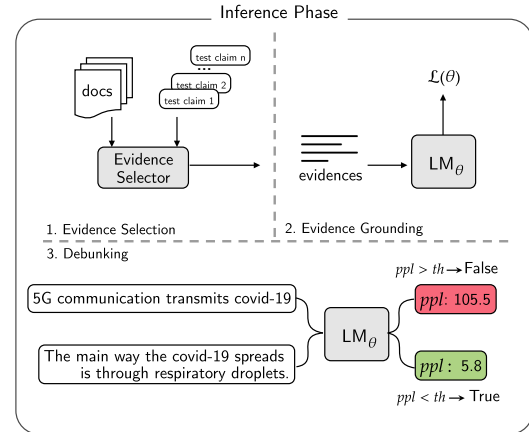 Inference Phase
docs
test claim n
...
test claim 2
test claim 1
Evidence
Selector
1. Evidence Selection
ℒ(θ)
evidences
LM_θ
2. Evidence Grounding
3. Debunking
5G communication transmits covid-19
The main way the covid-19 spreads
is through respiratory droplets.
LM_θ
ppl > th → False
ppl: 105.5
ppl: 5.8
ppl < th → True